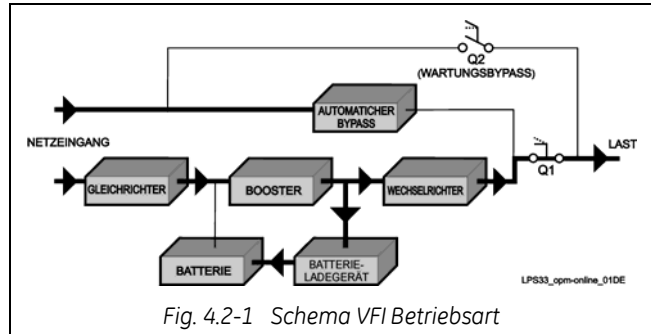 Q2
(WARTUNGSBYPASS)
AUTOMATICHER
BYPASS
NETZEINGANG
LAST
Q1
GLEICHRICHTER
BOOSTER
WECHSELRICHTER
BATTERIE
BATTERIE-
LADEGERÄT
LPS33_opm-online_01DE
Fig. 4.2-1 Schema VFI Betriebsart